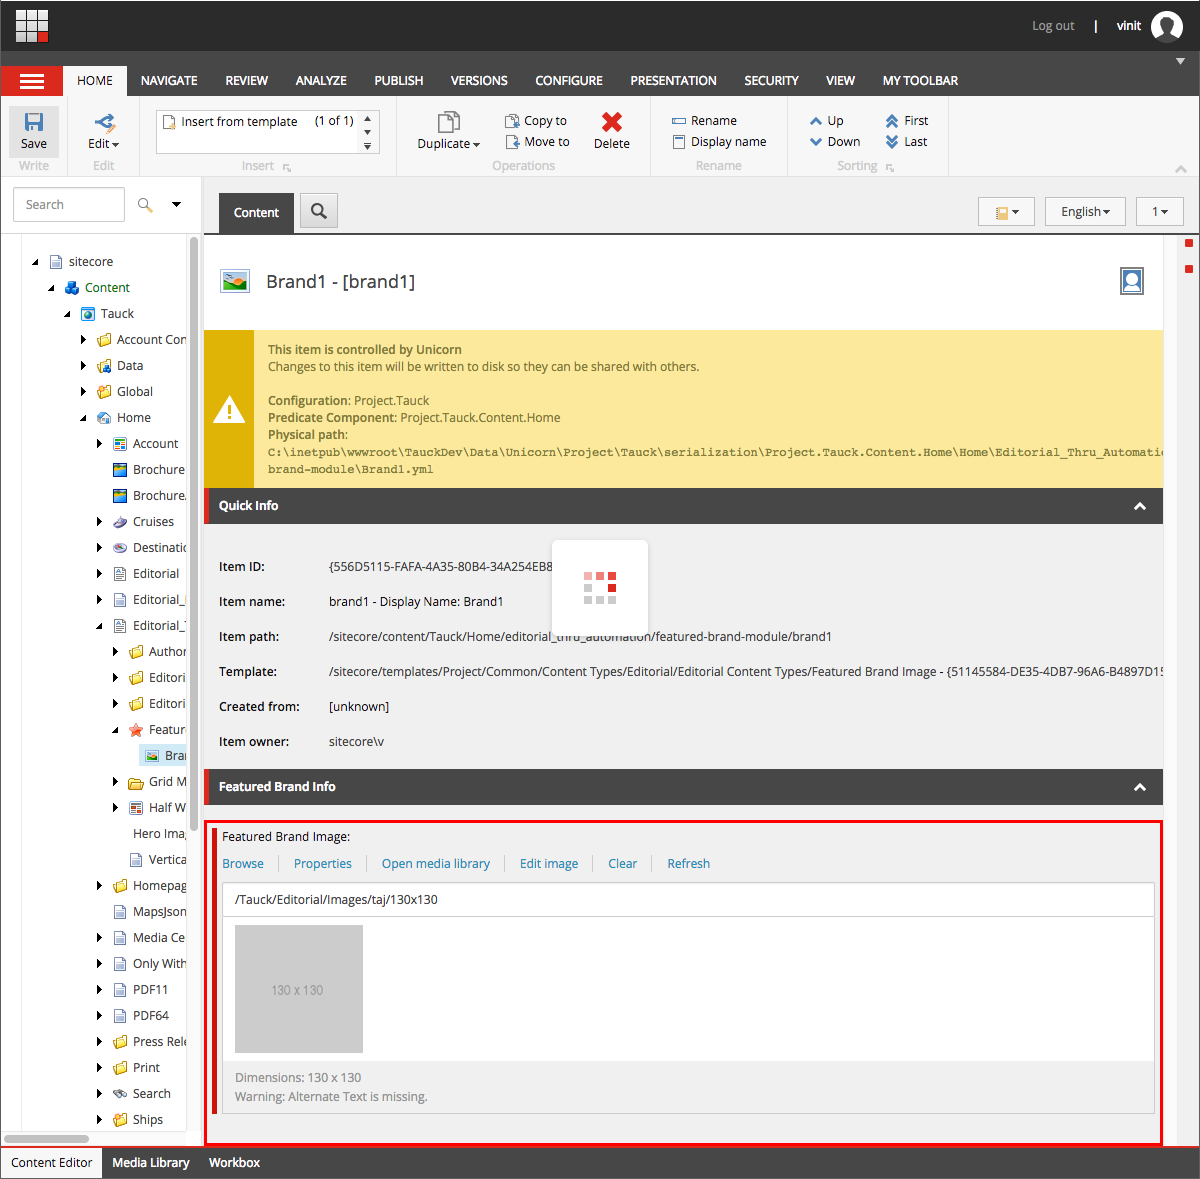 Log out | vinit
HOME NAVIGATE REVIEW ANALYZE PUBLISH VERSIONS CONFIGURE PRESENTATION SECURITY VIEW MY TOOLBAR
Save
Write
Edit
Edit
Insert from template (1 of 1)
Insert
Duplicate
Copy to
Move to
Delete
Operations
Rename
Display name
Rename
Up
Down
First
Last
Sorting
Search
Content
English
1
sitecore
Content
Tauck
Account Con
Data
Global
Home
Account
Brochure
Brochure
Cruises
Destinatio
Editorial
Editorial_
Editorial_
Author
Editori
Editori
Featur
Bra
Grid M
Half W
Hero Imag
Vertica
Homepag
MapsJson
Media Ce
Only With
PDF11
PDF64
Press Rele
Print
Search
Ships
Brand1 - [brand1]
This item is controlled by Unicorn
Changes to this item will be written to disk so they can be shared with others.
Configuration: Project.Tauck
Predicate Component: Project.Tauck.Content.Home
Physical path:
C:\inetpub\wwwroot\TauckDev\Data\Unicorn\Project\Tauck\serialization\Project.Tauck.Content.Home\Home\Editorial_Thru_Automatio
brand-module\Brand1.yml
Quick Info
Item ID: {556D5115-FAFA-4A35-80B4-34A254EB8
Item name: brand1 - Display Name: Brand1
Item path: /sitecore/content/Tauck/Home/editorial_thru_automation/featured-brand-module/brand1
Template: /sitecore/templates/Project/Common/Content Types/Editorial/Editorial Content Types/Featured Brand Image - {51145584-DE35-4DB7-96A6-B4897D15
Created from: [unknown]
Item owner: sitecore\v
Featured Brand Info
Featured Brand Image:
Browse Properties Open media library Edit image Clear Refresh
/Tauck/Editorial/Images/taj/130x130
130 x 130
Dimensions: 130 x 130
Warning: Alternate Text is missing.
Content Editor Media Library Workbox